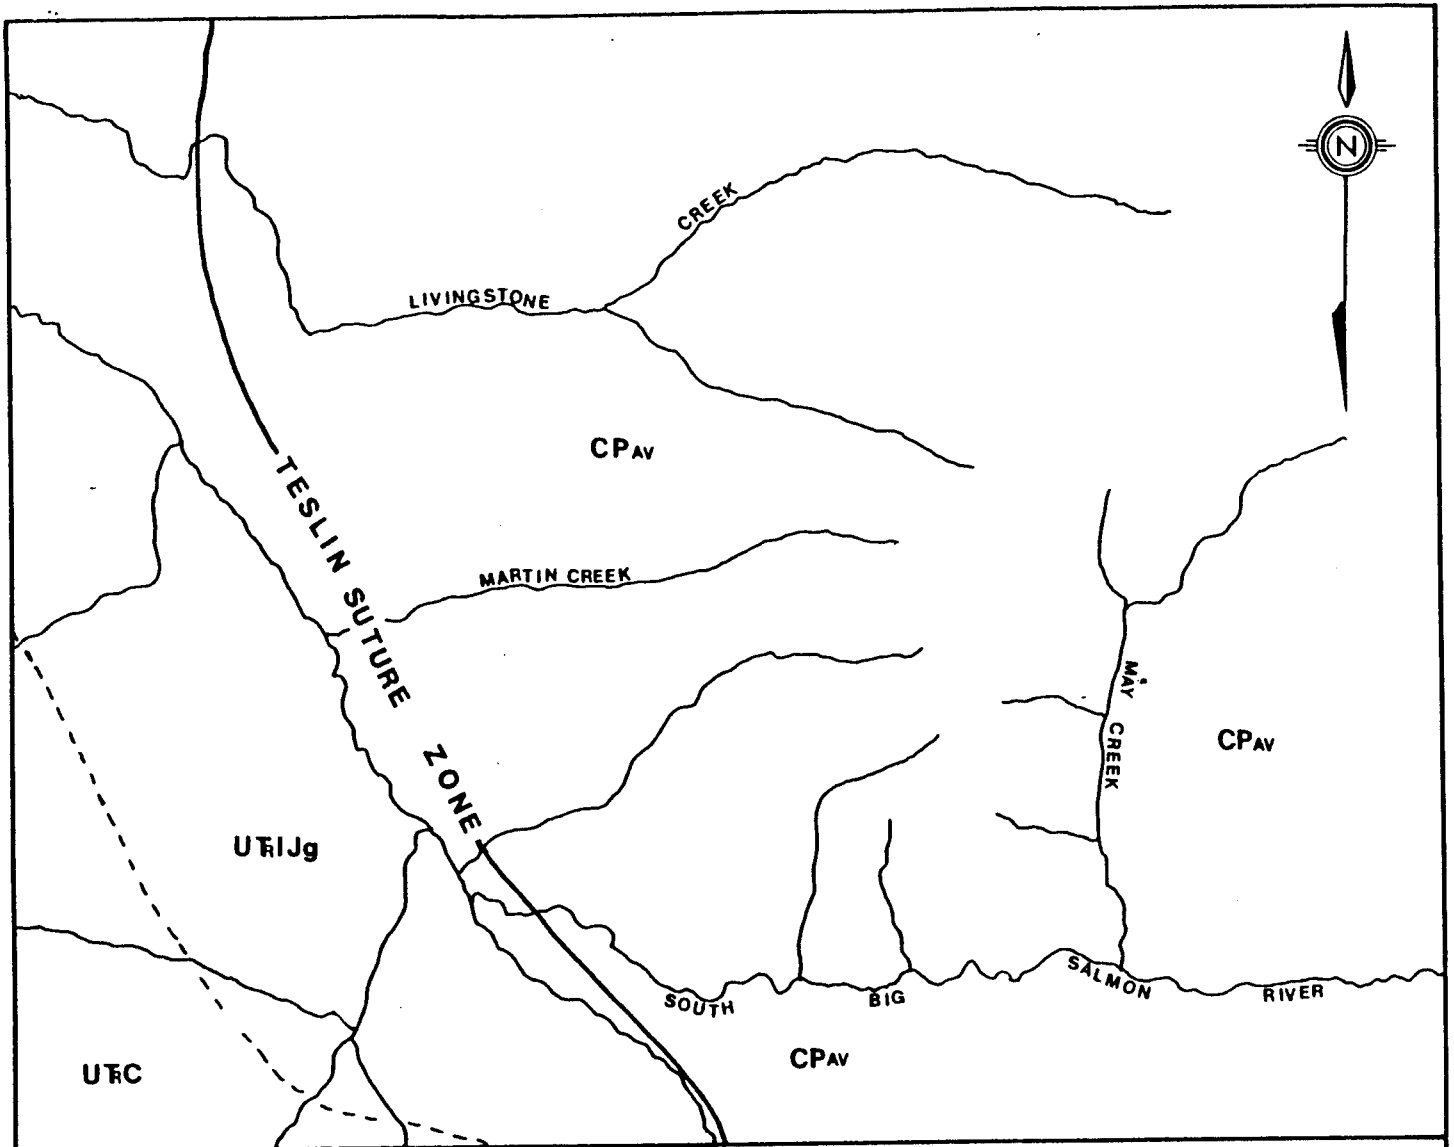 N
CREEK
LIVINGSTONE
CPAV
TESLIN SUTURE ZONE
MARTIN CREEK
MAY CREEK
CPAV
UTRlJg
SOUTH BIG SALMON RIVER
CPAV
UTRC